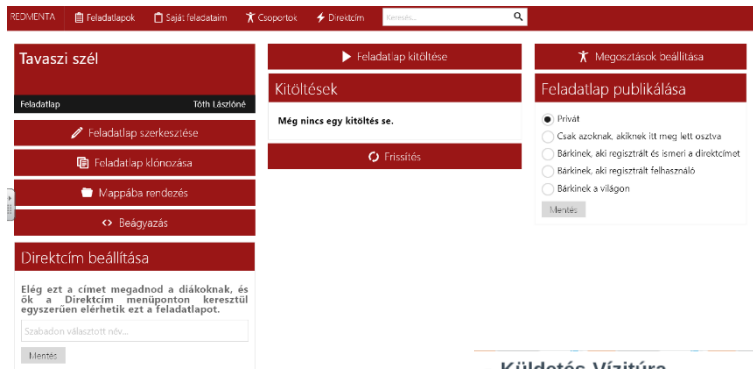 REDMENTA Feladatlapok Saját feladataim Csoportok Direktcím Keresés...
Tavaszi szél
Feladatlap Tóth Lászlóné
Feladatlap szerkesztése
Feladatlap klónozása
Mappába rendezés
Beágyazás
Direktcím beállítása
Elég ezt a címet megadnod a diákoknak, és
ők a Direktcím menüponton keresztül
egyszerűen elérhetik ezt a feladatlapot.
Szabadon választott név...
Mentés
Feladatlap kitöltése
Kitöltések
Még nincs egy kitöltés se.
Frissítés
Megosztások beállítása
Feladatlap publikálása
Privát
Csak azoknak, akiknek itt meg lett osztva
Bárkinek, aki regisztrált és ismeri a direktcímet
Bárkinek, aki regisztrált felhasználó
Bárkinek a világon
Mentés
Küldetés Vízitúra